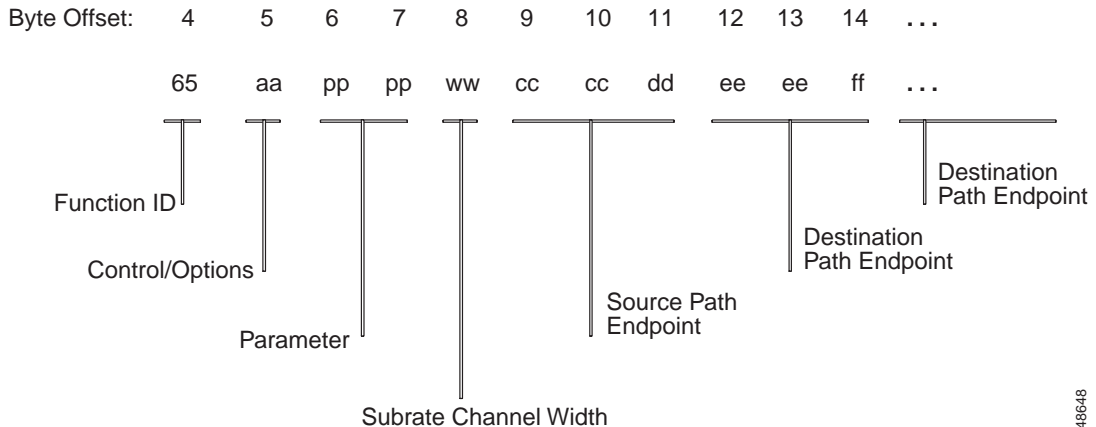 Byte Offset: 4 5 6 7 8 9 10 11 12 13 14 ...
65 aa pp pp ww cc cc dd ee ee ff ...
Function ID
Destination
Path Endpoint
Control/Options
Destination
Path Endpoint
Parameter
Source Path
Endpoint
Subrate Channel Width
48648